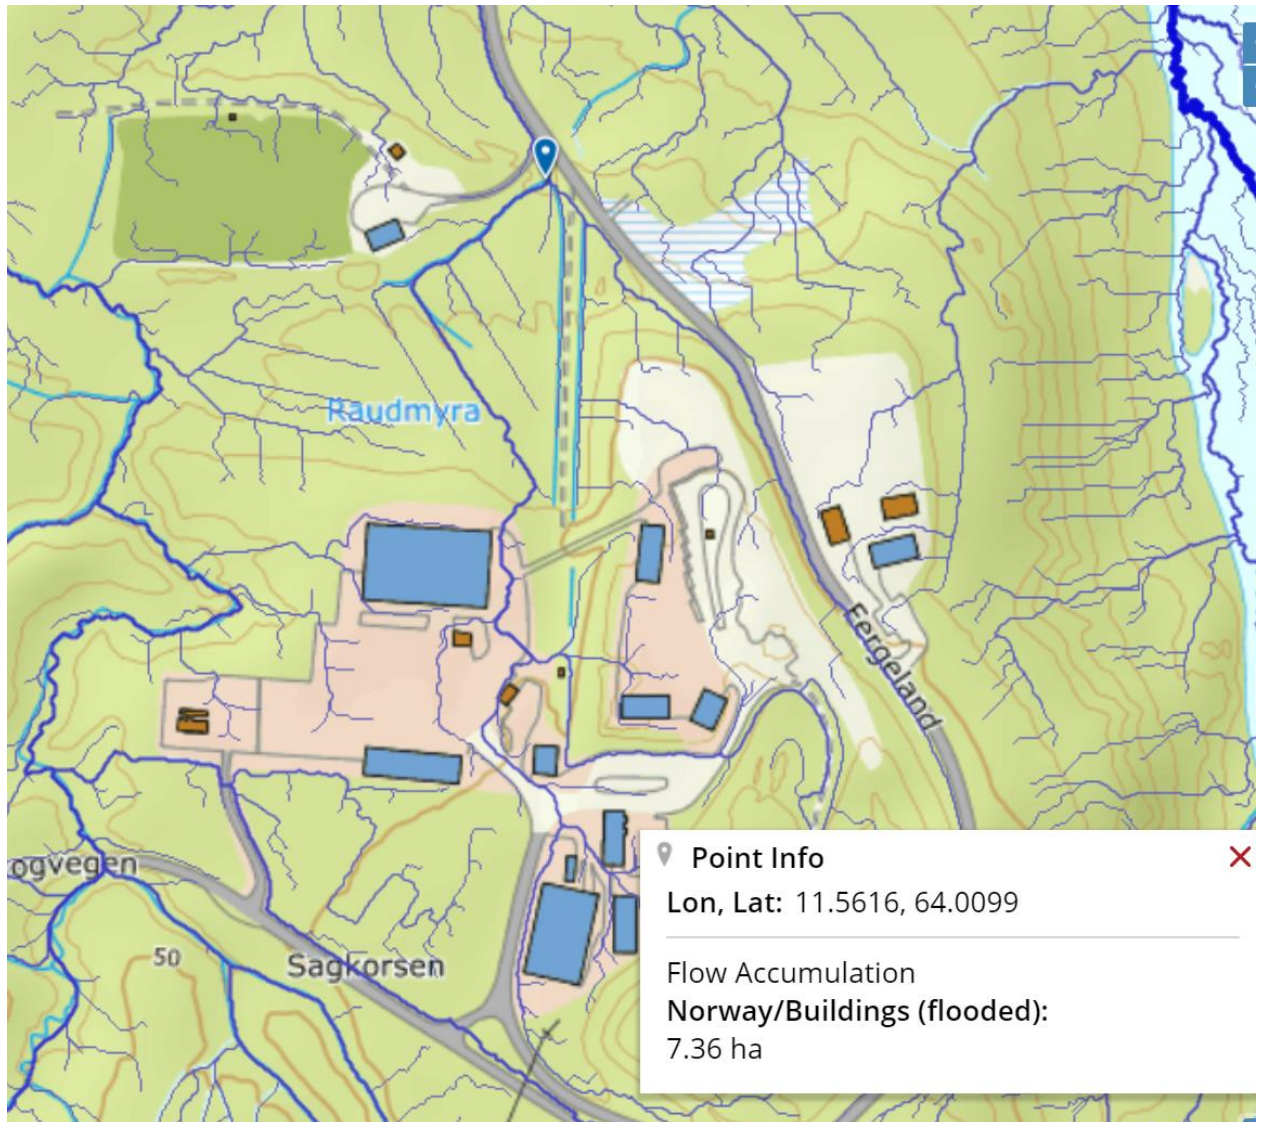 Raudmyra
Fergeland
ogvegen
50
Sagkorsen
Point Info
Lon, Lat: 11.5616, 64.0099
Flow Accumulation
Norway/Buildings (flooded):
7.36 ha